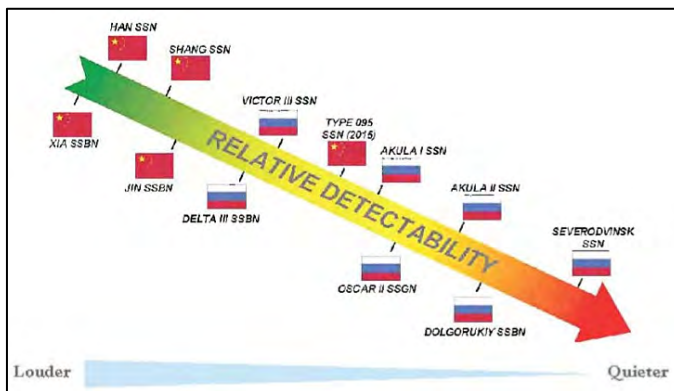 HAN SSN
SHANG SSN
XIA SSBN
JIN SSBN
VICTOR III SSN
DELTA III SSBN
TYPE 095
SSN (2015)
AKULA I SSN
OSCAR II SSGN
AKULA II SSN
DOLGORUKIY SSBN
SEVERODVINSK
SSN
RELATIVE DETECTABILITY
Louder
Quieter